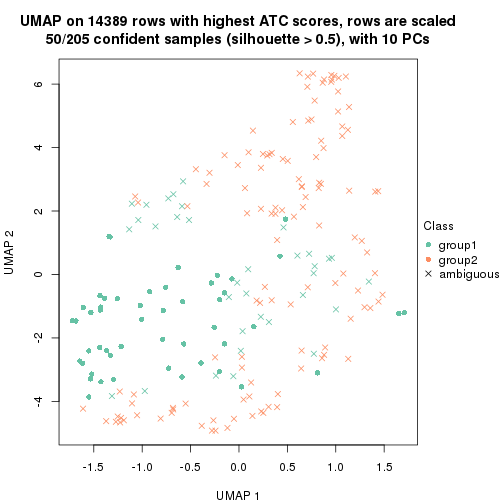 UMAP on 14389 rows with highest ATC scores, rows are scaled
50/205 confident samples (silhouette > 0.5), with 10 PCs
6
4
2
0
-2
-4
UMAP 2
-1.5
-1.0
-0.5
0.0
0.5
1.0
1.5
UMAP 1
Class
group1
group2
ambiguous